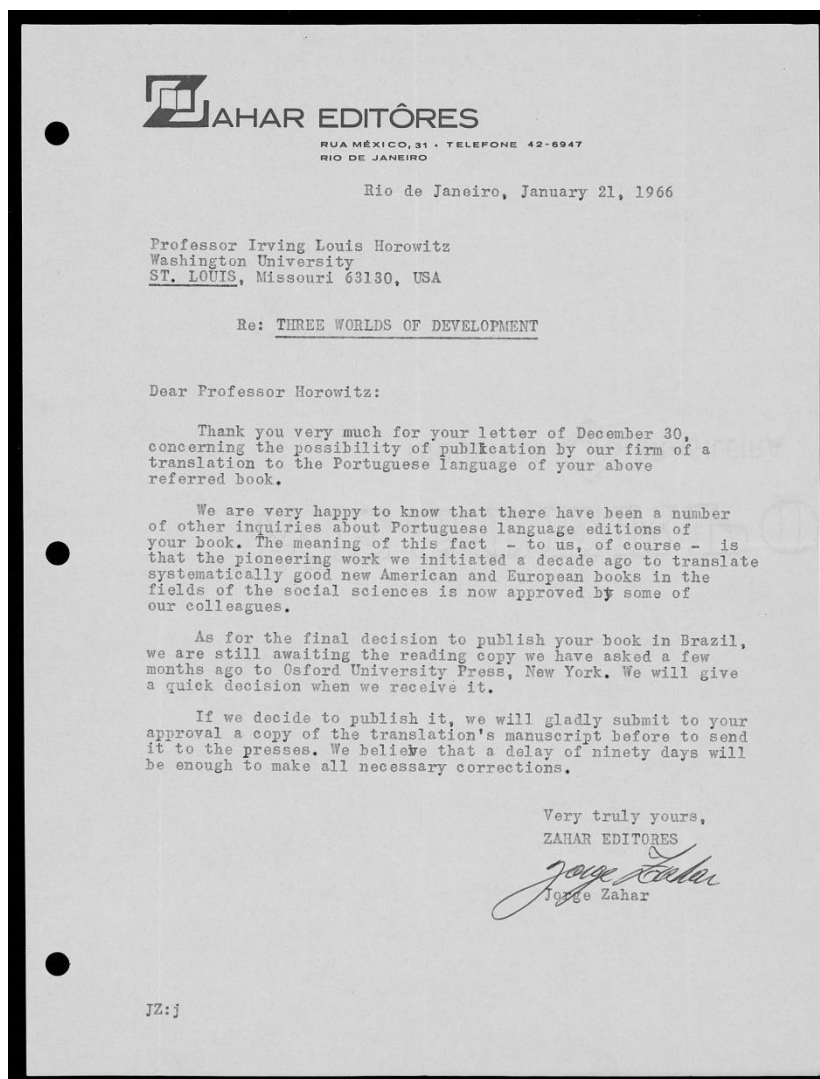 ZAHAR EDITÔRES
RUA MÉXICO, 31 • TELEFONE 42-6947
RIO DE JANEIRO
Rio de Janeiro, January 21, 1966
Professor Irving Louis Horowitz
Washington University
ST. LOUIS, Missouri 63130, USA
Re: THREE WORLDS OF DEVELOPMENT
Dear Professor Horowitz:
Thank you very much for your letter of December 30,
concerning the possibility of publication by our firm of a
translation to the Portuguese language of your above
referred book.
We are very happy to know that there have been a number
of other inquiries about Portuguese language editions of
your book. The meaning of this fact - to us, of course - is
that the pioneering work we initiated a decade ago to translate
systematically good new American and European books in the
fields of the social sciences is now approved by some of
our colleagues.
As for the final decision to publish your book in Brazil,
we are still awaiting the reading copy we have asked a few
months ago to Osford University Press, New York. We will give
a quick decision when we receive it.
If we decide to publish it, we will gladly submit to your
approval a copy of the translation's manuscript before to send
it to the presses. We believe that a delay of ninety days will
be enough to make all necessary corrections.
Very truly yours,
ZAHAR EDITORES
Jorge Zahar
Jorge Zahar
JZ:j